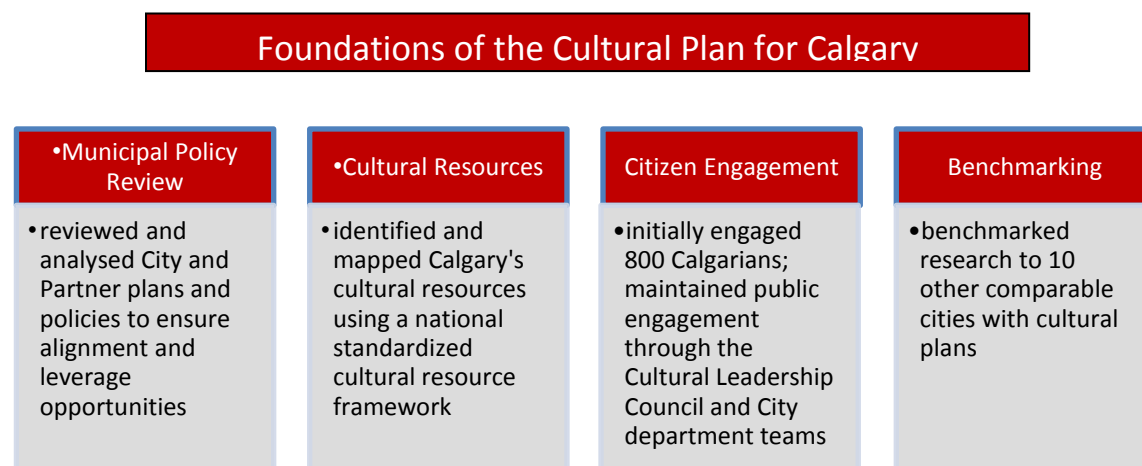 Foundations of the Cultural Plan for Calgary
•Municipal Policy
Review
•reviewed and
analysed City and
Partner plans and
policies to ensure
alignment and
leverage
opportunities
•Cultural Resources
•identified and
mapped Calgary's
cultural resources
using a national
standardized
cultural resource
framework
Citizen Engagement
•initially engaged
800 Calgarians;
maintained public
engagement
through the
Cultural Leadership
Council and City
department teams
Benchmarking
•benchmarked
research to 10
other comparable
cities with cultural
plans